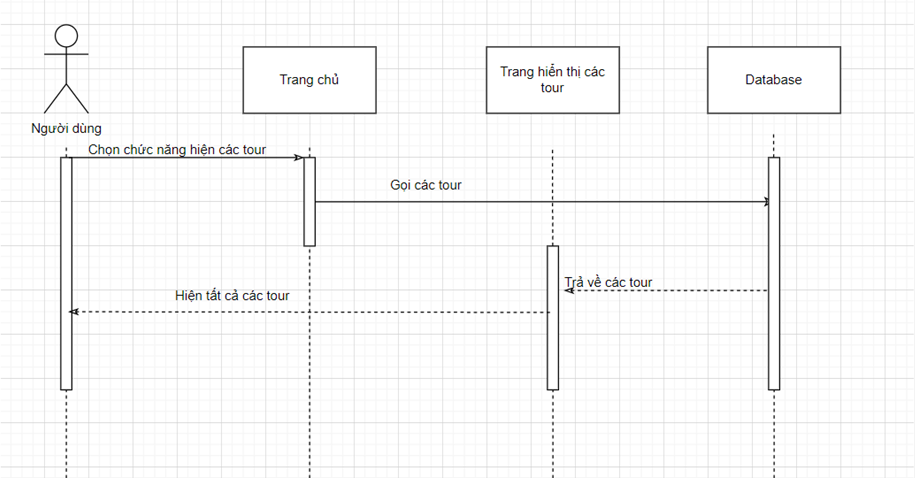 Trang chủ
Trang hiển thị các
tour
Database
Người dùng
Chọn chức năng hiện các tour
Gọi các tour
Trả về các tour
Hiện tất cả các tour